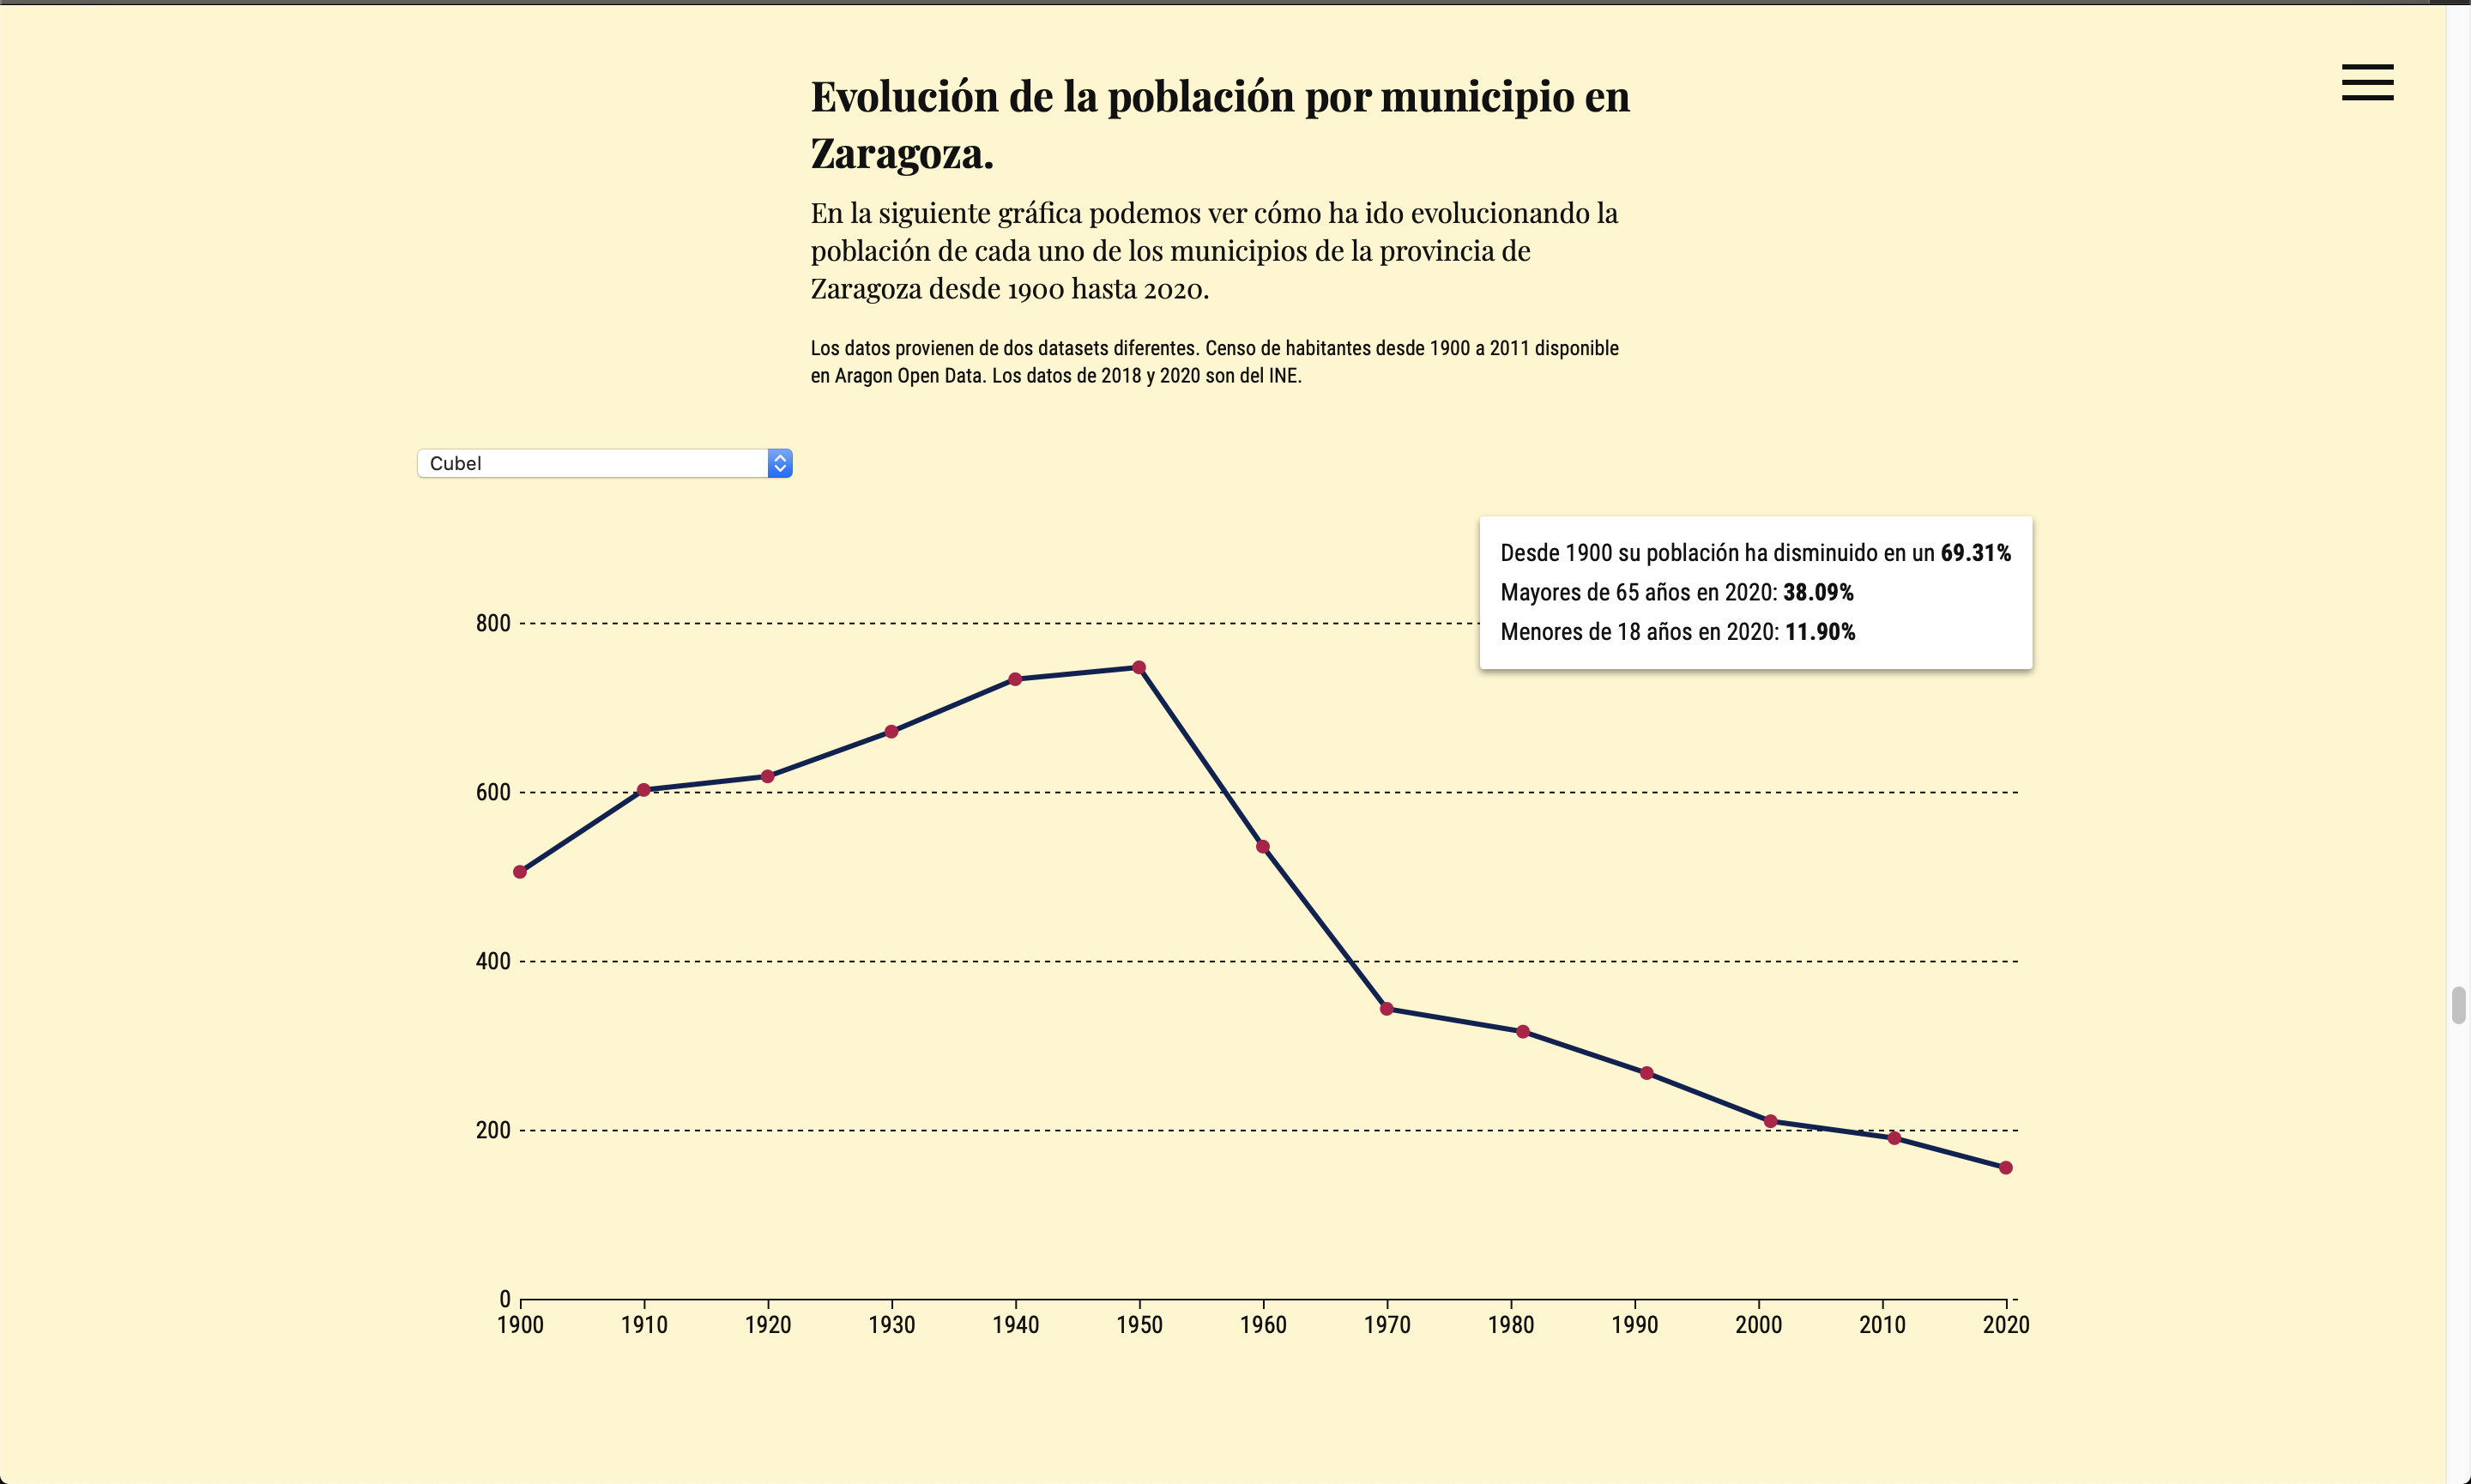 Evolución de la población por municipio en
Zaragoza.
En la siguiente gráfica podemos ver cómo ha ido evolucionando la
población de cada uno de los municipios de la provincia de
Zaragoza desde 1900 hasta 2020.
Los datos provienen de dos datasets diferentes. Censo de habitantes desde 1900 a 2011 disponible
en Aragon Open Data. Los datos de 2018 y 2020 son del INE.
Cubel
Desde 1900 su población ha disminuido en un 69.31%
Mayores de 65 años en 2020: 38.09%
Menores de 18 años en 2020: 11.90%
800
600
400
200
0
1900 1910 1920 1930 1940 1950 1960 1970 1980 1990 2000 2010 2020